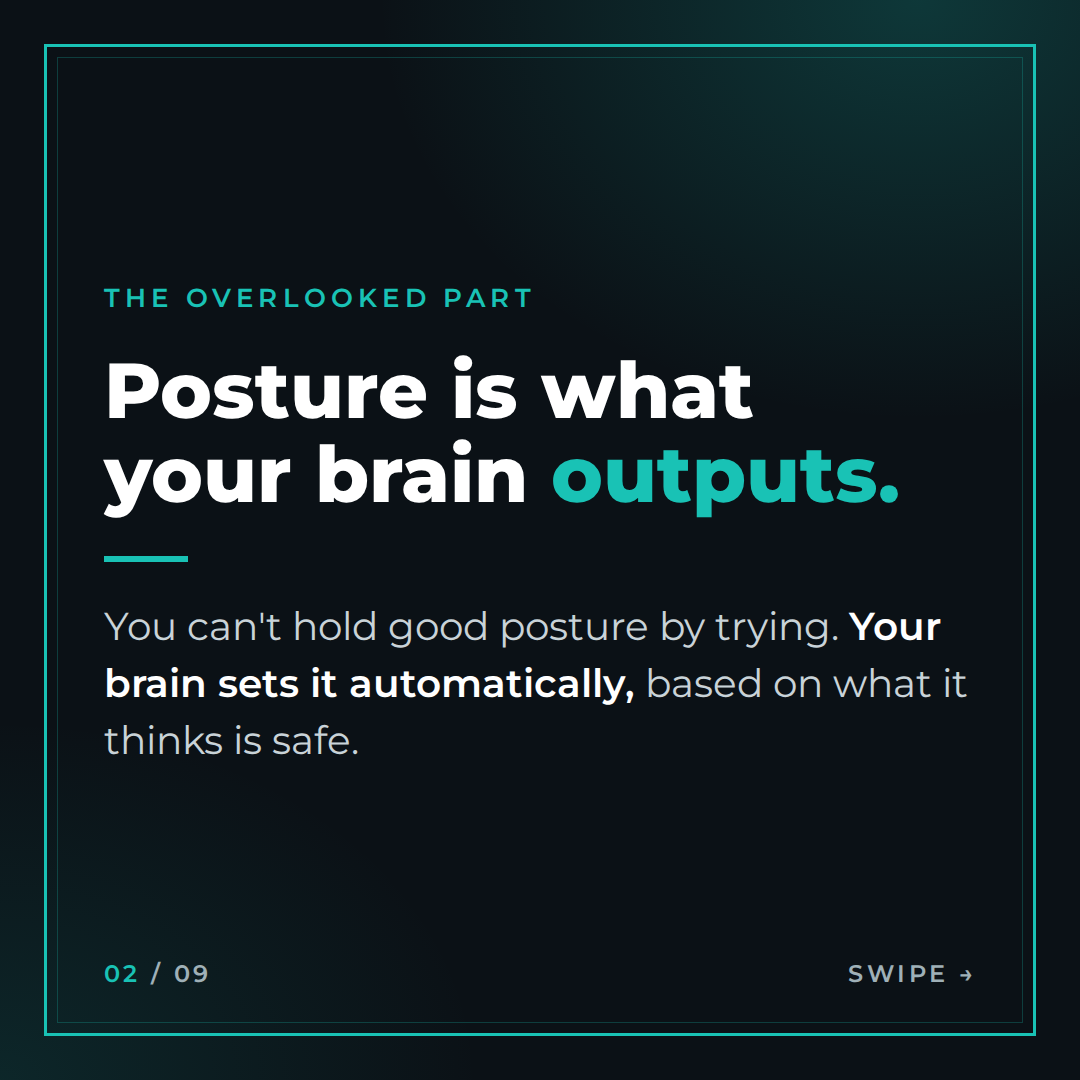 THE OVERLOOKED PART
Posture is what
your brain outputs.
You can't hold good posture by trying. Your
brain sets it automatically, based on what it
thinks is safe.
02 / 09
SWIPE →